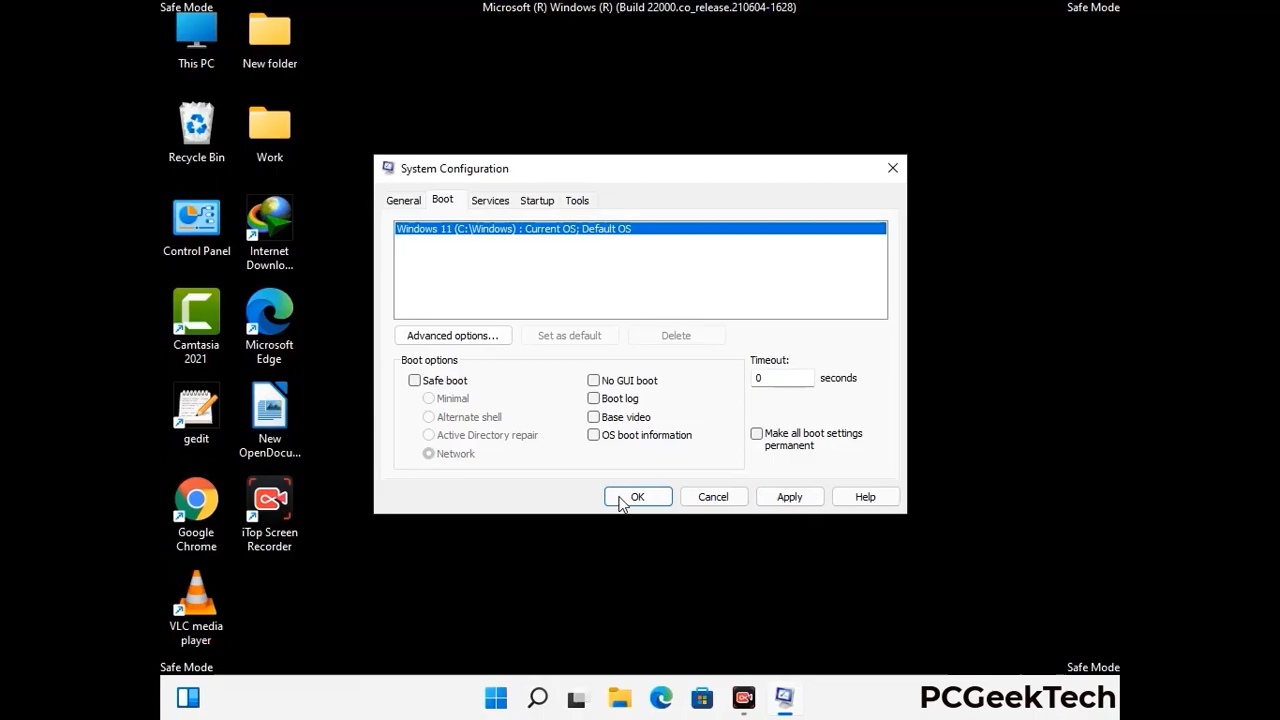 Safe Mode
Microsoft (R) Windows (R) (Build 22000.co_release.210604-1628)
Safe Mode
This PC
New folder
Recycle Bin
Work
Control Panel
Internet
Downlo...
Camtasia
2021
Microsoft
Edge
gedit
New
OpenDocu...
Google
Chrome
iTop Screen
Recorder
VLC media
player
System Configuration
General
Boot
Services
Startup
Tools
Windows 11 (C:\Windows) : Current OS; Default OS
Advanced options...
Set as default
Delete
Boot options
Safe boot
Minimal
Alternate shell
Active Directory repair
Network
No GUI boot
Boot log
Base video
OS boot information
Timeout:
0 seconds
Make all boot settings
permanent
OK
Cancel
Apply
Help
Safe Mode
Safe Mode
PCGeekTech